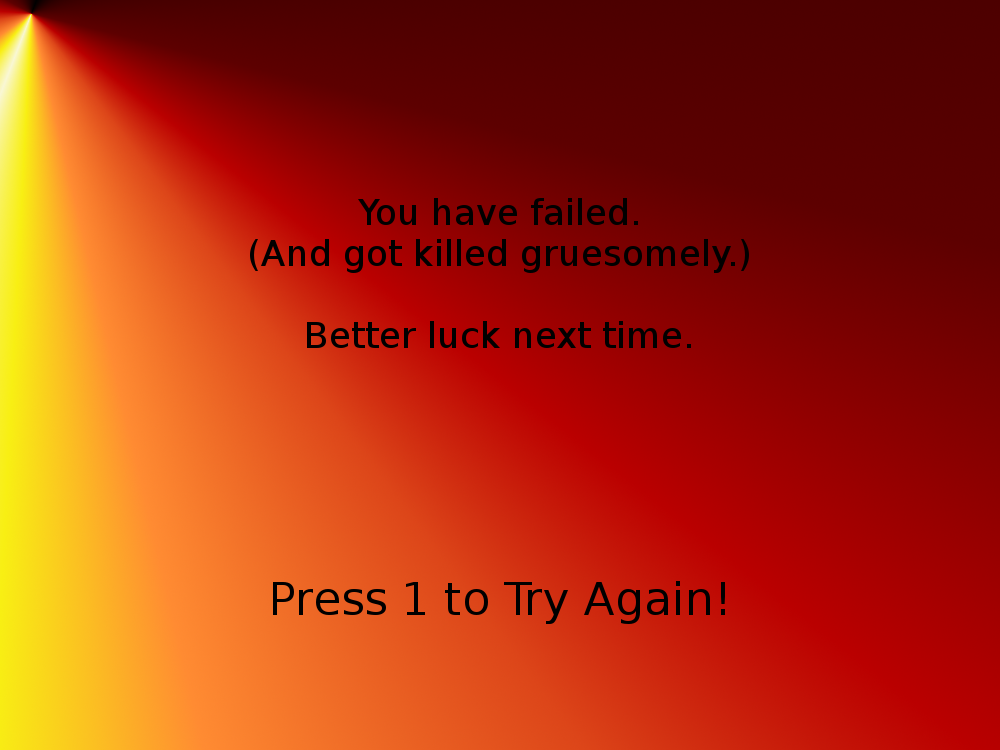 You have failed.
(And got killed gruesomely.)
Better luck next time.
Press 1 to Try Again!